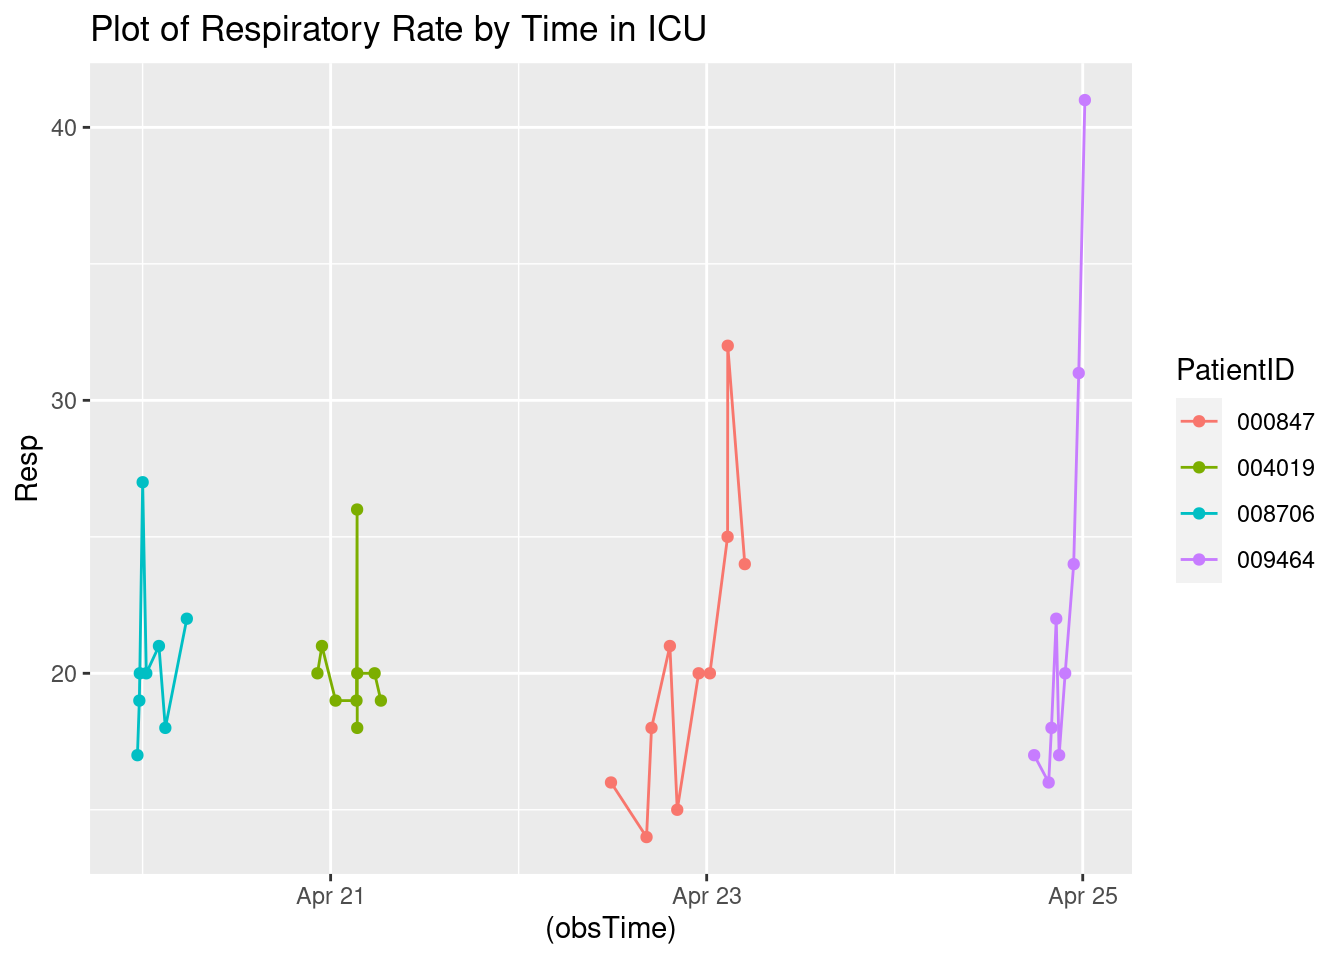 Plot of Respiratory Rate by Time in ICU
40
30
20
Resp
Apr 21
Apr 23
Apr 25
(obsTime)
PatientID
000847
004019
008706
009464